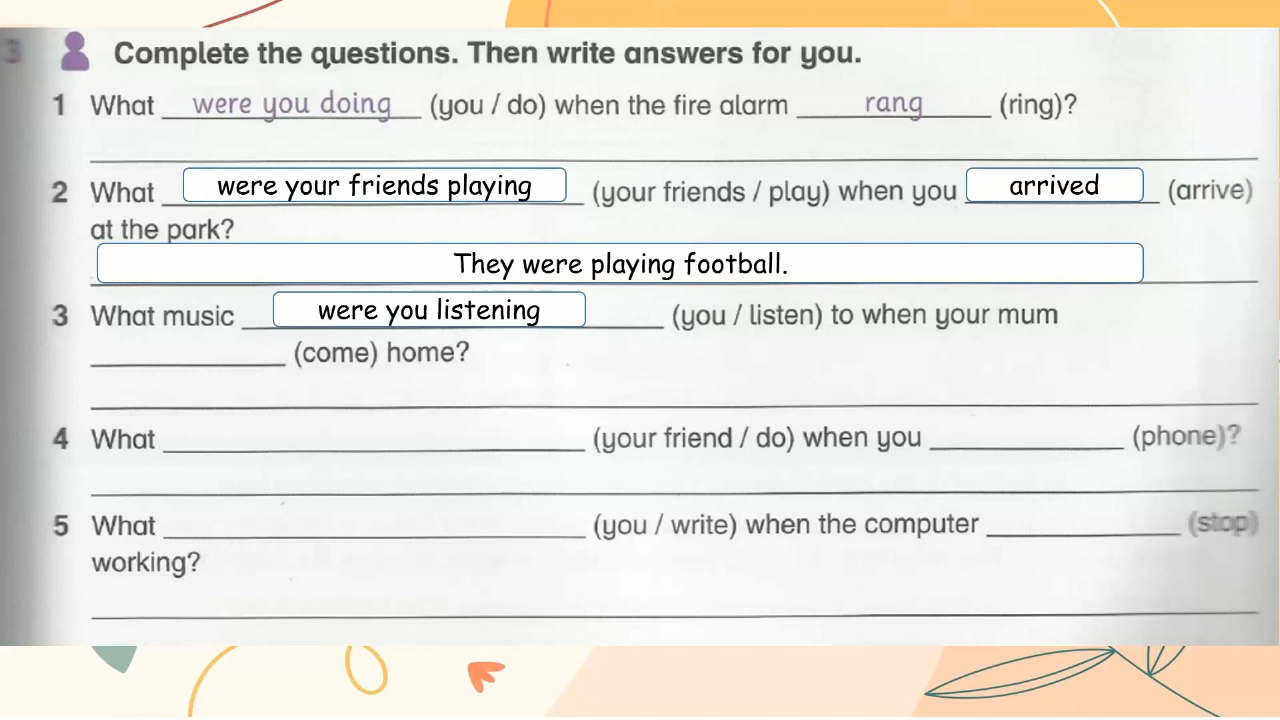 3 Complete the questions. Then write answers for you.
1 What were you doing (you / do) when the fire alarm rang (ring)?
2 What were your friends playing (your friends / play) when you arrived (arrive)
at the park?
They were playing football.
3 What music were you listening (you / listen) to when your mum
(come) home?
4 What (your friend / do) when you (phone)?
5 What (you / write) when the computer (stop)
working?